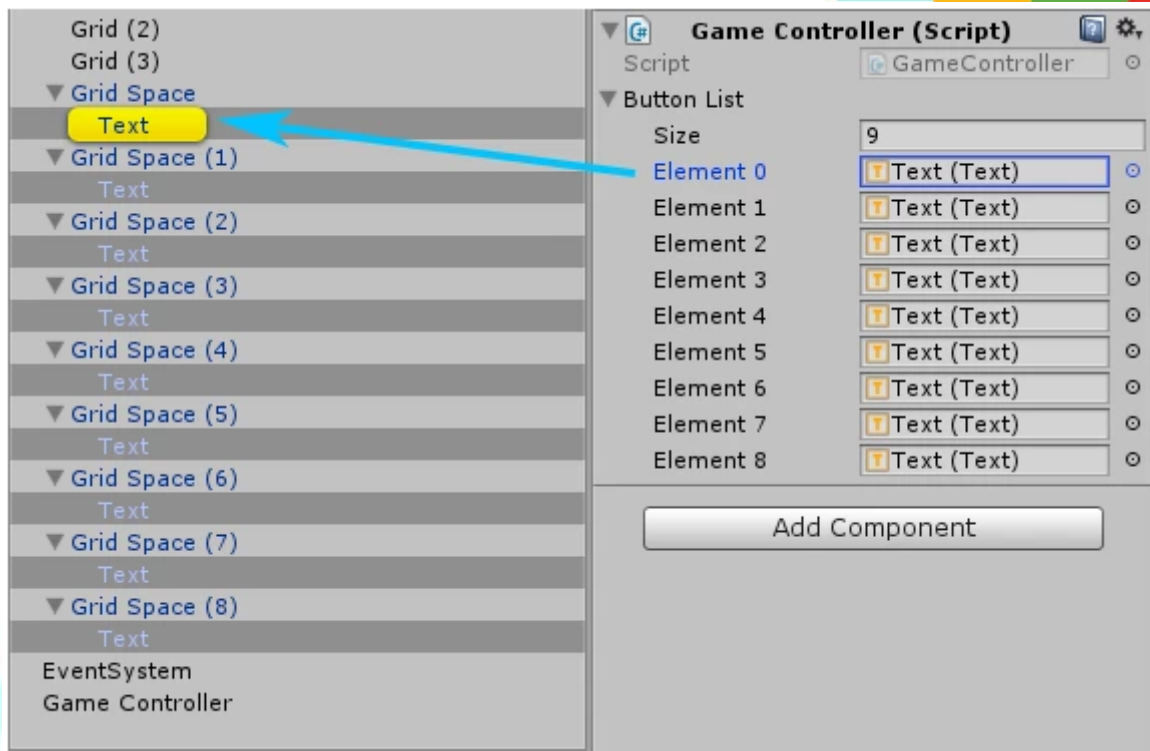 Grid (2)
Grid (3)
Grid Space
Text
Grid Space (1)
Text
Grid Space (2)
Text
Grid Space (3)
Text
Grid Space (4)
Text
Grid Space (5)
Text
Grid Space (6)
Text
Grid Space (7)
Text
Grid Space (8)
Text
EventSystem
Game Controller
Game Controller (Script)
Script GameController
Button List
Size 9
Element 0 Text (Text)
Element 1 Text (Text)
Element 2 Text (Text)
Element 3 Text (Text)
Element 4 Text (Text)
Element 5 Text (Text)
Element 6 Text (Text)
Element 7 Text (Text)
Element 8 Text (Text)
Add Component